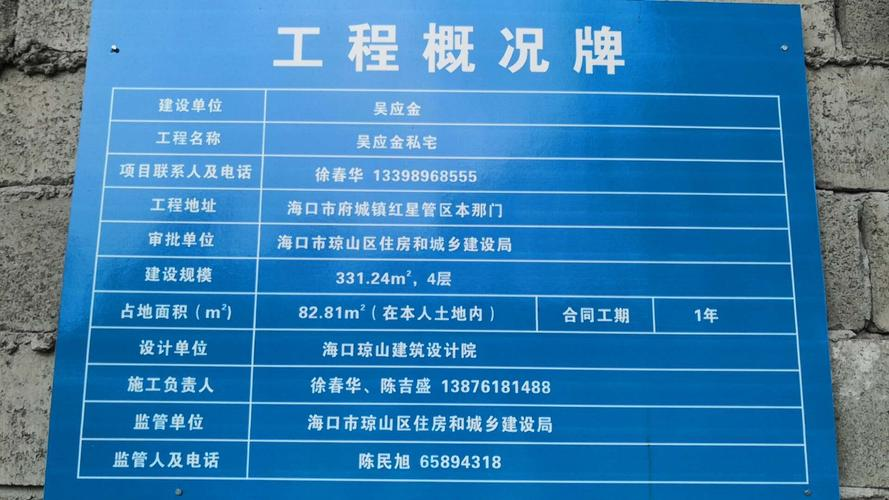 工程概况牌
建设单位 吴应金
工程名称 吴应金私宅
项目联系人及电话 徐春华 13398968555
工程地址 海口市府城镇红星管区本那门
审批单位 海口市琼山区住房和城乡建设局
建设规模 331.24m²，4层
占地面积（m²) 82.81m²（在本人土地内） 合同工期 1年
设计单位 海口琼山建筑设计院
施工负责人 徐春华、陈吉盛 13876181488
监管单位 海口市琼山区住房和城乡建设局
监管人及电话 陈民旭 65894318